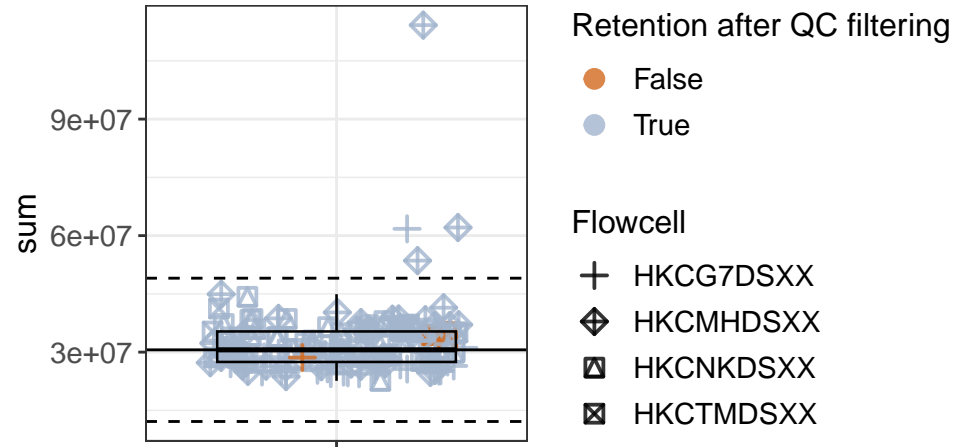 Retention after QC filtering
False
True
9e+07
6e+07
3e+07
sum
Flowcell
HKCG7DSXX
HKCMHDSXX
HKCNKDSXX
HKCTMDSXX